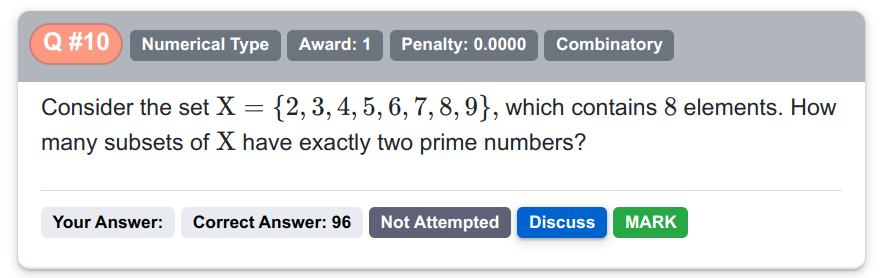 Q #10 Numerical Type Award: 1 Penalty: 0.0000 Combinatory
Consider the set X = {2, 3, 4, 5, 6, 7, 8, 9}, which contains 8 elements. How
many subsets of X have exactly two prime numbers?
Your Answer: Correct Answer: 96 Not Attempted Discuss MARK